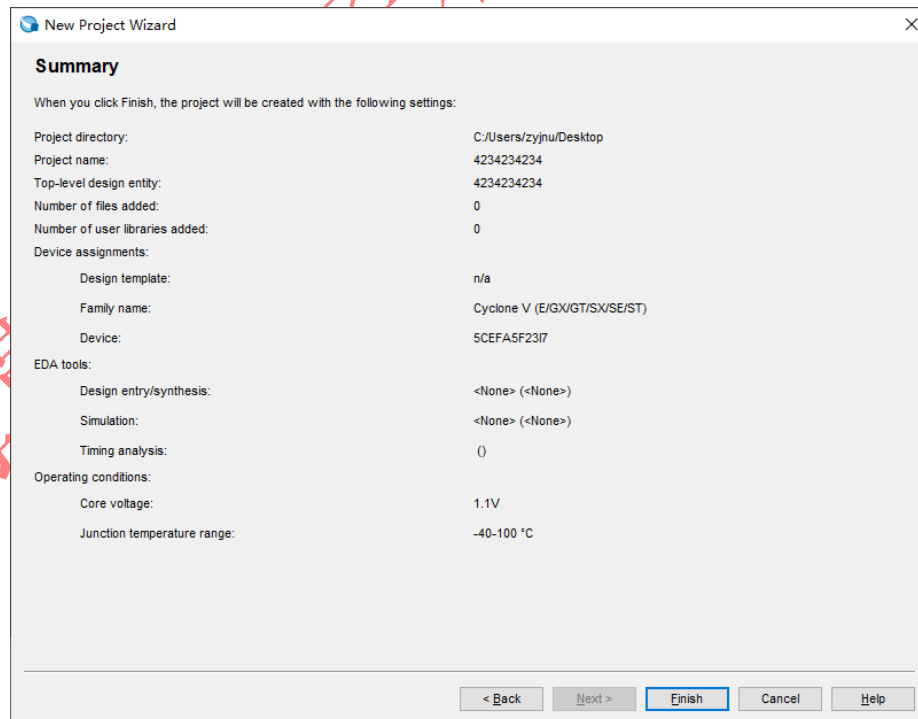 New Project Wizard
Summary
When you click Finish, the project will be created with the following settings:
Project directory: C:/Users/zyjnu/Desktop
Project name: 4234234234
Top-level design entity: 4234234234
Number of files added: 0
Number of user libraries added: 0
Device assignments:
Design template: n/a
Family name: Cyclone V (E/GX/GT/SX/SE/ST)
Device: 5CEFA5F23I7
EDA tools:
Design entry/synthesis: <None> (<None>)
Simulation: <None> (<None>)
Timing analysis: ()
Operating conditions:
Core voltage: 1.1V
Junction temperature range: -40-100 °C
< Back Next > Finish Cancel Help